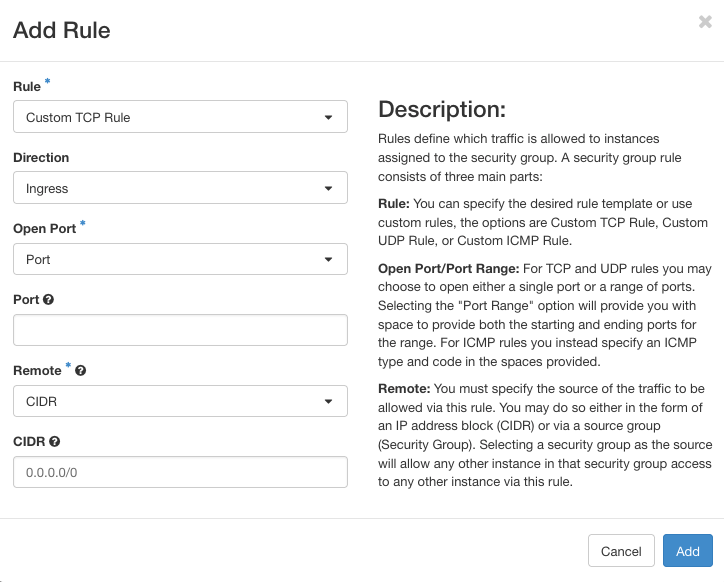 Add Rule
Rule *
Custom TCP Rule
Direction
Ingress
Open Port *
Port
Port
Remote *
CIDR
CIDR
0.0.0.0/0
Description:
Rules define which traffic is allowed to instances
assigned to the security group. A security group rule
consists of three main parts:
Rule: You can specify the desired rule template or use
custom rules, the options are Custom TCP Rule, Custom
UDP Rule, or Custom ICMP Rule.
Open Port/Port Range: For TCP and UDP rules you may
choose to open either a single port or a range of ports.
Selecting the "Port Range" option will provide you with
space to provide both the starting and ending ports for
the range. For ICMP rules you instead specify an ICMP
type and code in the spaces provided.
Remote: You must specify the source of the traffic to be
allowed via this rule. You may do so either in the form of
an IP address block (CIDR) or via a source group
(Security Group). Selecting a security group as the source
will allow any other instance in that security group access
to any other instance via this rule.
Cancel
Add